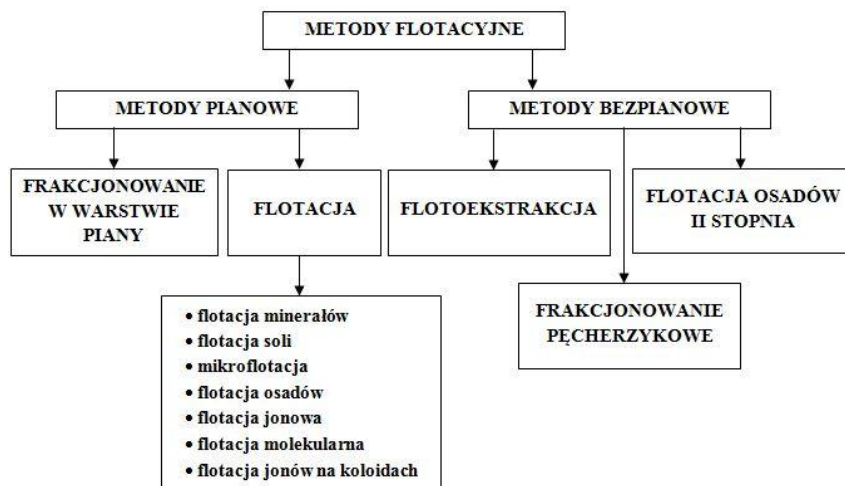 METODY FLOTACYJNE
METODY PIANOWE
METODY BEZPIANOWE
FRAKCJONOWANIE
W WARSTWIE
PIANY
FLOTACJA
FLOTOEKSTRAKCJA
FLOTACJA OSADÓW
II STOPNIA
FRAKCJONOWANIE
PĘCHERZYKOWE
• flotacja minerałów
• flotacja soli
• mikroflotacja
• flotacja osadów
• flotacja jonowa
• flotacja molekularna
• flotacja jonów na koloidach